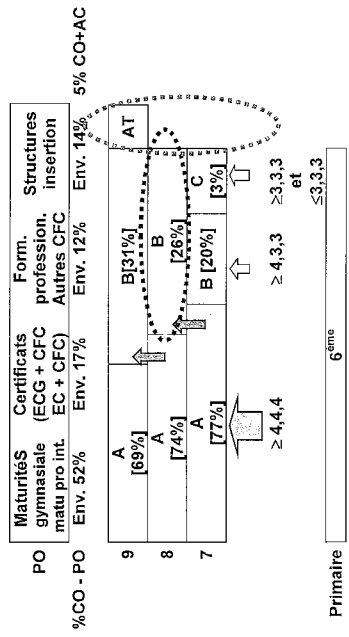 PO
MaturitéS
gymnasiale
matu pro int.
Certificats
(ECG + CFC
EC + CFC)
Form.
profession.
Autres CFC
Structures
insertion
%CO - PO
Env. 52%
Env. 17%
Env. 12%
Env. 14%
5% CO+AC
9
A
[69%]
B[31%]
AT
8
A
[74%]
B
[26%]
7
A
[77%]
B [20%]
C
[3%]
≥ 4,4,4
≥ 4,3,3
≥3,3,3
et
≤3,3,3
Primaire
6ème